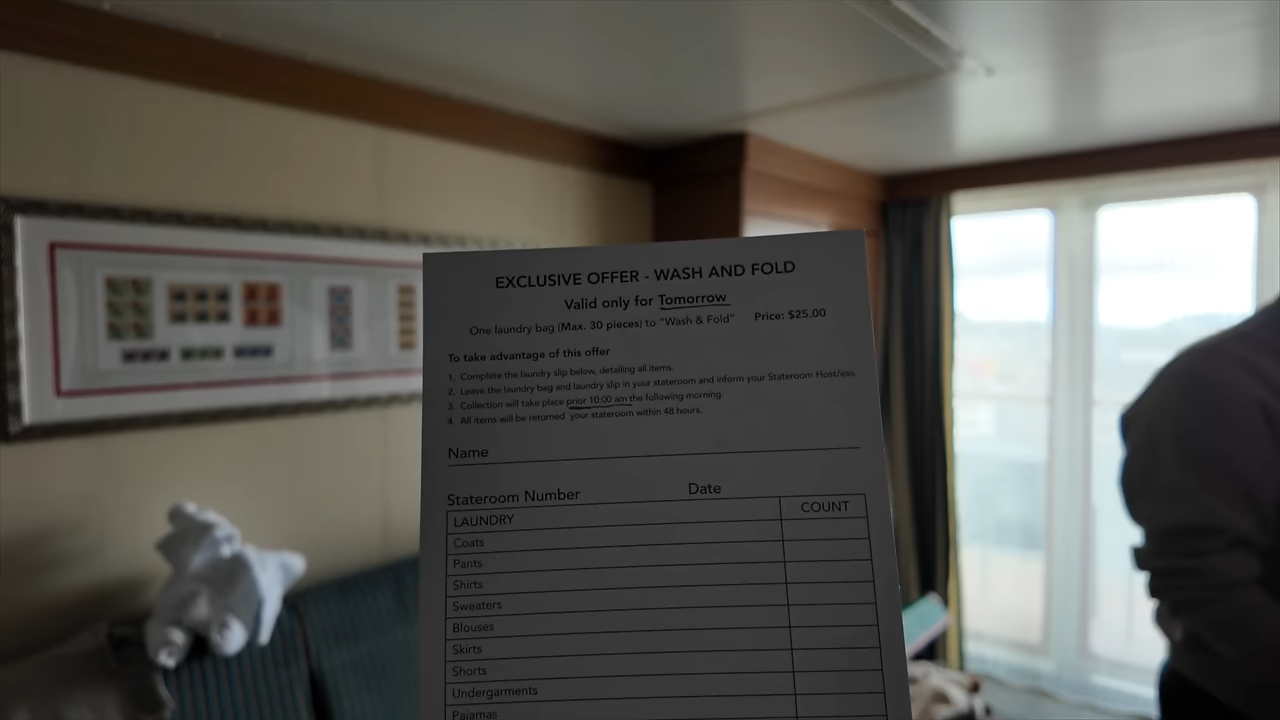 EXCLUSIVE OFFER - WASH AND FOLD
Valid only for Tomorrow
One laundry bag (Max. 30 pieces) to "Wash & Fold" Price: $25.00
To take advantage of this offer
1. Complete the laundry slip below, detailing all items.
2. Leave the laundry bag and laundry slip in your stateroom and inform your Stateroom Host/ess.
3. Collection will take place prior 10:00 am the following morning.
4. All items will be returned your stateroom within 48 hours.
Name
Stateroom Number Date
LAUNDRY COUNT
Coats
Pants
Shirts
Sweaters
Blouses
Skirts
Shorts
Undergarments
Pajamas